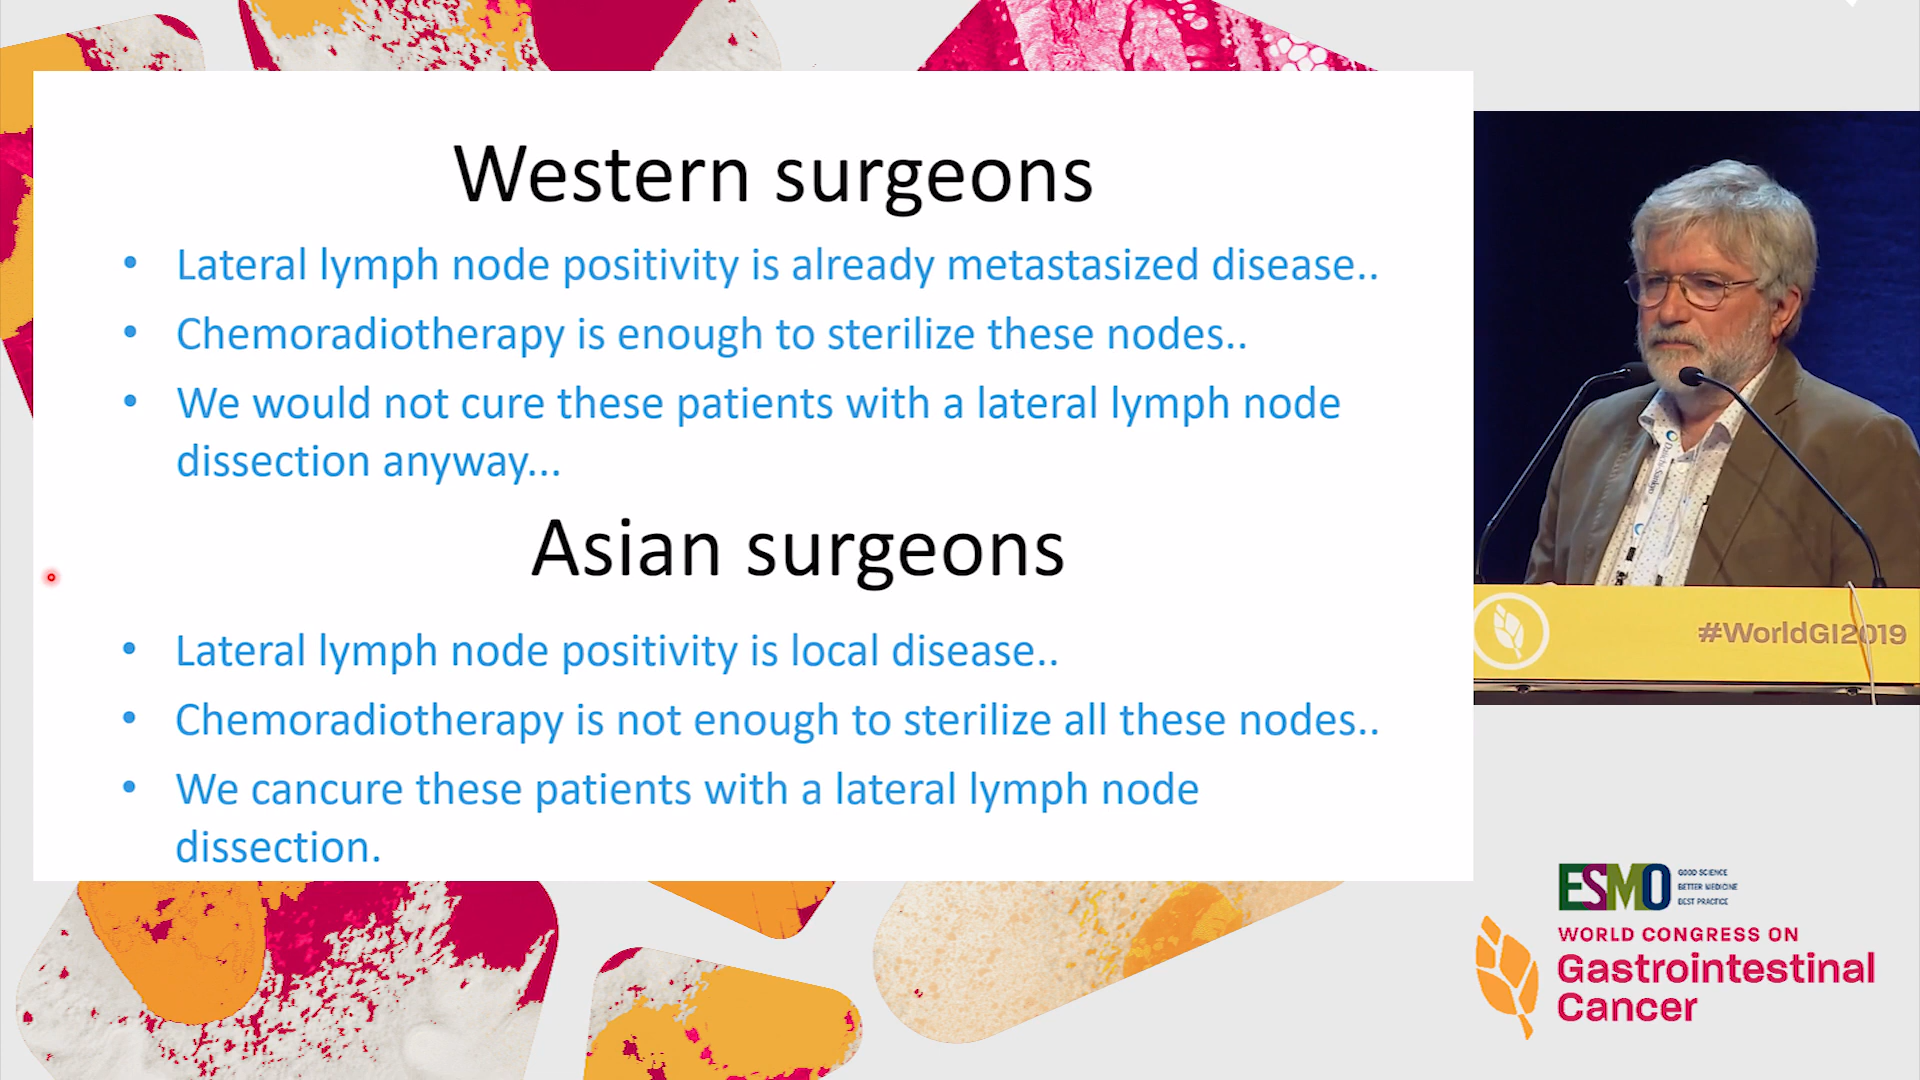 Western surgeons
• Lateral lymph node positivity is already metastasized disease..
• Chemoradiotherapy is enough to sterilize these nodes..
• We would not cure these patients with a lateral lymph node
dissection anyway...
Asian surgeons
• Lateral lymph node positivity is local disease..
• Chemoradiotherapy is not enough to sterilize all these nodes..
• We cancure these patients with a lateral lymph node
dissection.
Daiichi-Sankyo
#WorldGI2019
ESMO
GOOD SCIENCE
BETTER MEDICINE
BEST PRACTICE
WORLD CONGRESS ON
Gastrointestinal
Cancer